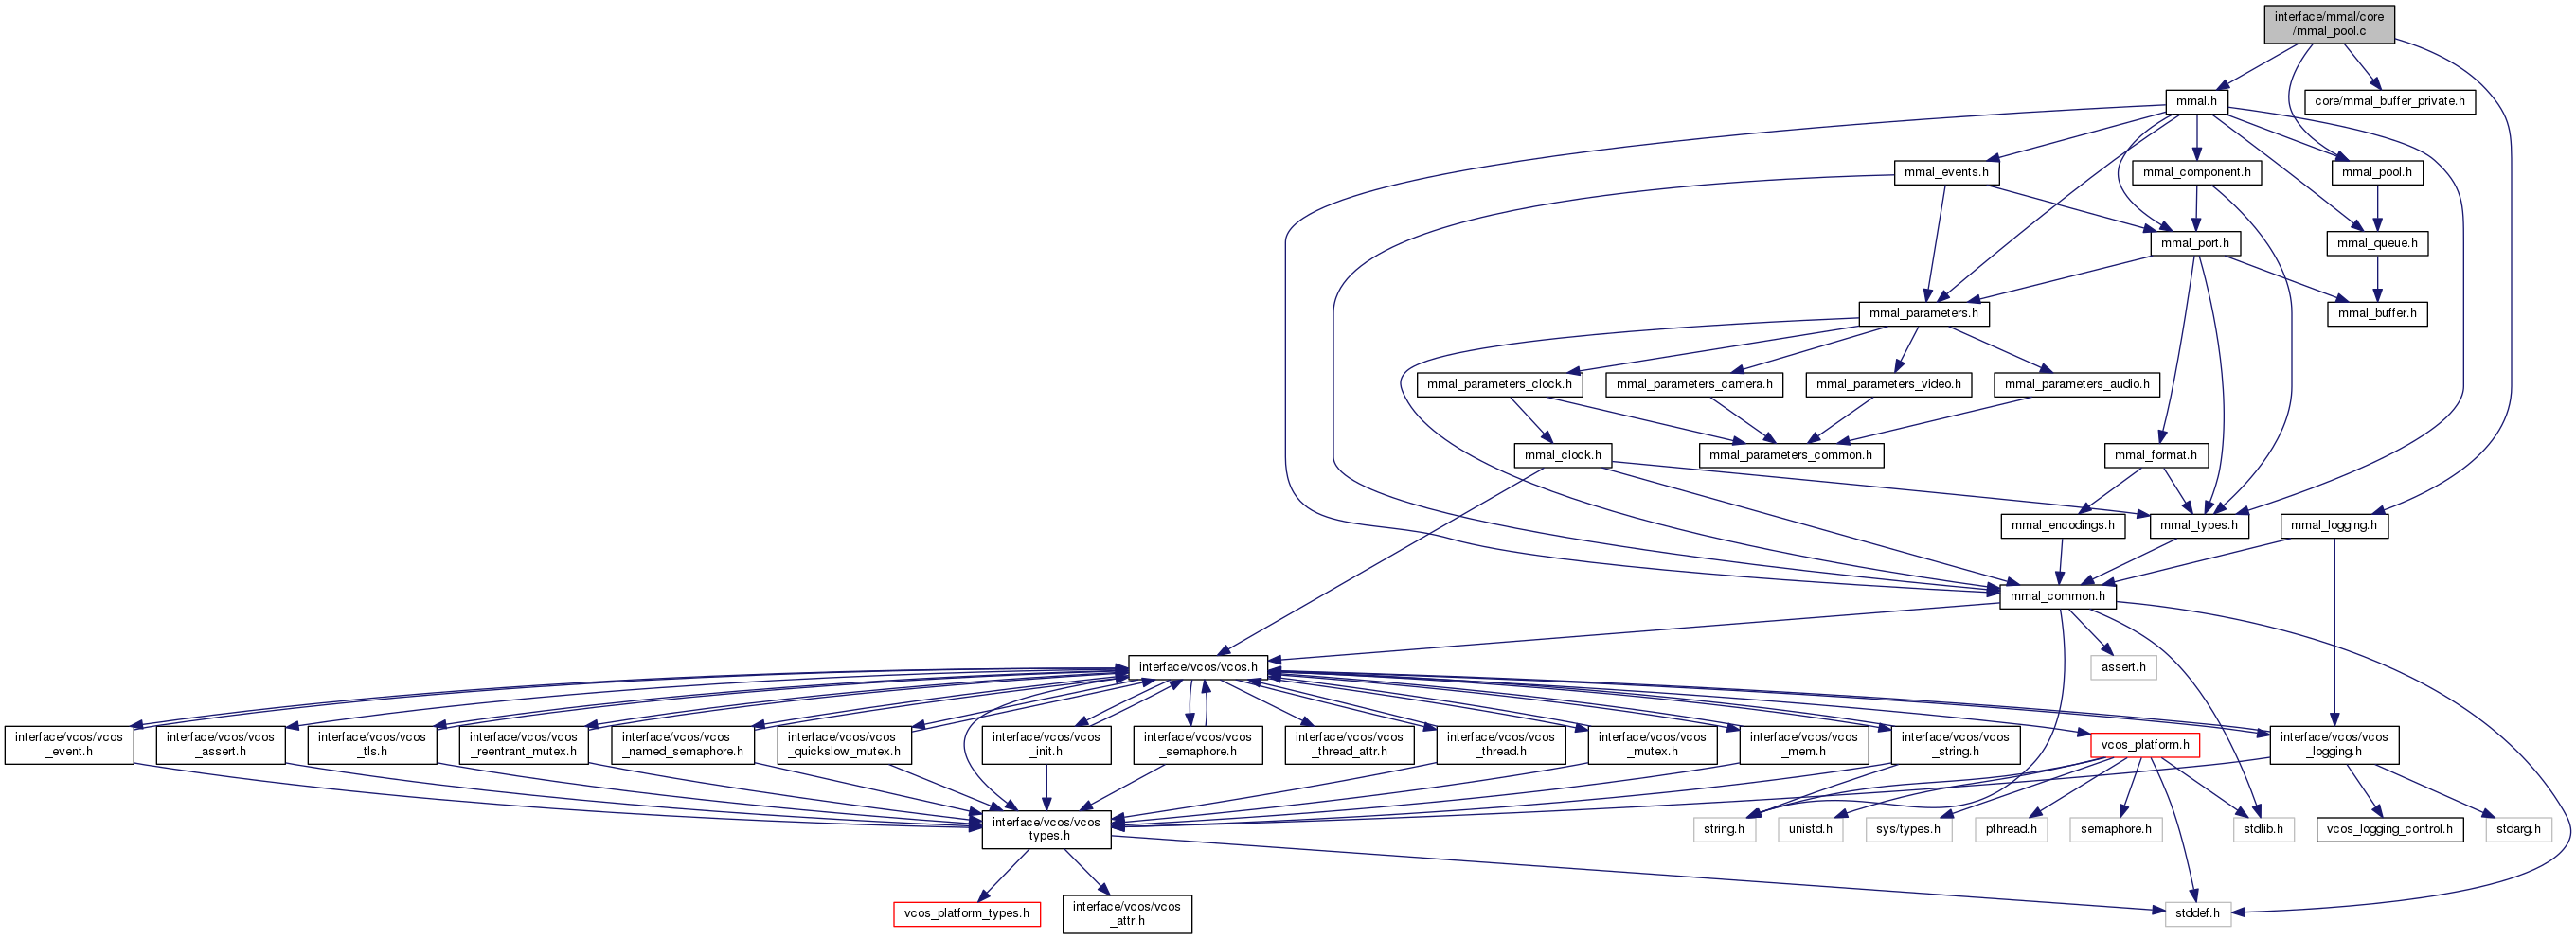 interface/mmal/core
/mmal_pool.c
mmal.h
core/mmal_buffer_private.h
mmal_events.h
mmal_component.h
mmal_pool.h
mmal_port.h
mmal_queue.h
mmal_parameters.h
mmal_buffer.h
mmal_parameters_clock.h
mmal_parameters_camera.h
mmal_parameters_video.h
mmal_parameters_audio.h
mmal_clock.h
mmal_parameters_common.h
mmal_format.h
mmal_encodings.h
mmal_types.h
mmal_logging.h
mmal_common.h
interface/vcos/vcos.h
assert.h
interface/vcos/vcos
_event.h
interface/vcos/vcos
_assert.h
interface/vcos/vcos
_tls.h
interface/vcos/vcos
_reentrant_mutex.h
interface/vcos/vcos
_named_semaphore.h
interface/vcos/vcos
_quickslow_mutex.h
interface/vcos/vcos
_init.h
interface/vcos/vcos
_semaphore.h
interface/vcos/vcos
_thread_attr.h
interface/vcos/vcos
_thread.h
interface/vcos/vcos
_mutex.h
interface/vcos/vcos
_mem.h
interface/vcos/vcos
_string.h
vcos_platform.h
interface/vcos/vcos
_logging.h
interface/vcos/vcos
_types.h
string.h
unistd.h
sys/types.h
pthread.h
semaphore.h
stdlib.h
vcos_logging_control.h
stdarg.h
vcos_platform_types.h
interface/vcos/vcos
_attr.h
stddef.h